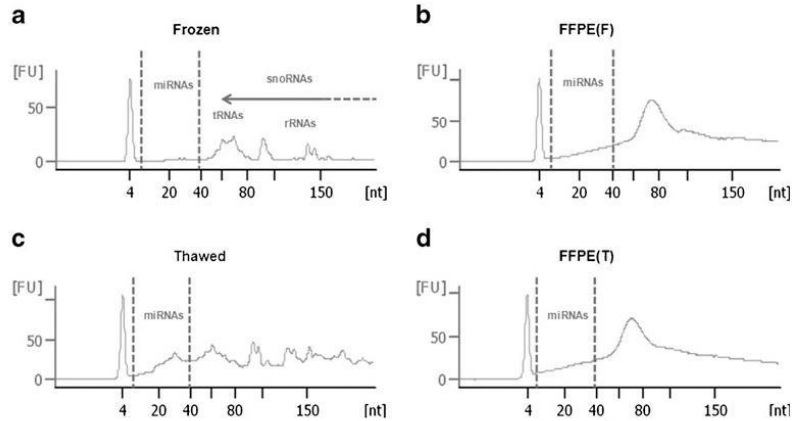 a
Frozen
[FU]
50
0
miRNAs
snoRNAs
tRNAs
rRNAs
4 20 40 80 150 [nt]
b
FFPE(F)
[FU]
50
0
miRNAs
4 20 40 80 150 [nt]
c
Thawed
[FU]
50
0
miRNAs
4 20 40 80 150 [nt]
d
FFPE(T)
[FU]
50
0
miRNAs
4 20 40 80 150 [nt]